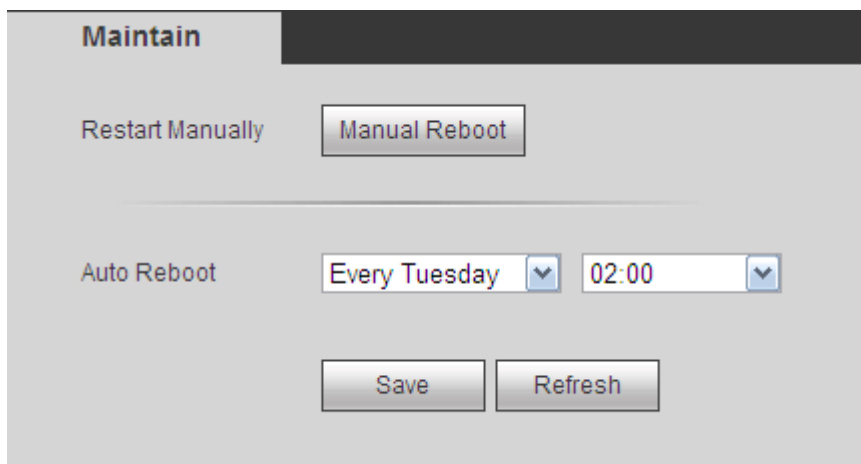 Maintain
Restart Manually Manual Reboot
Auto Reboot Every Tuesday 02:00
Save Refresh